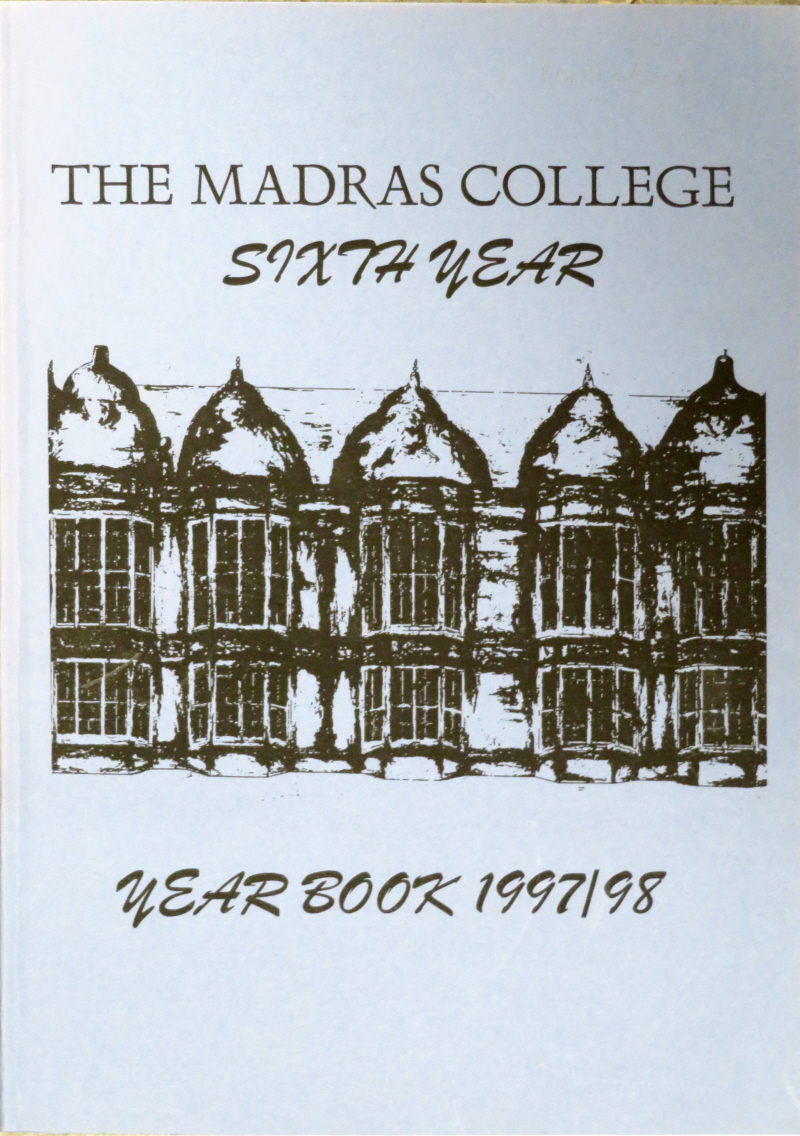 THE MADRAS COLLEGE
SIXTH YEAR
YEAR BOOK 1997/98